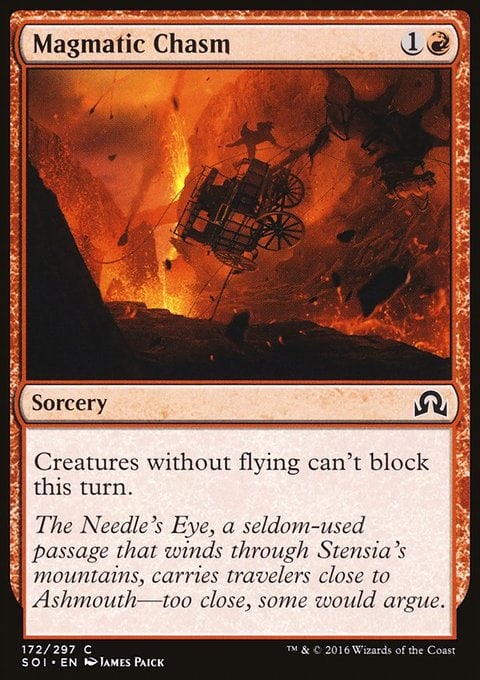 Magmatic Chasm 1
Sorcery
Creatures without flying can't block
this turn.
The Needle's Eye, a seldom-used
passage that winds through Stensia's
mountains, carries travelers close to
Ashmouth—too close, some would argue.
172/297 C
SOI • EN James Paick
™ & © 2016 Wizards of the Coast